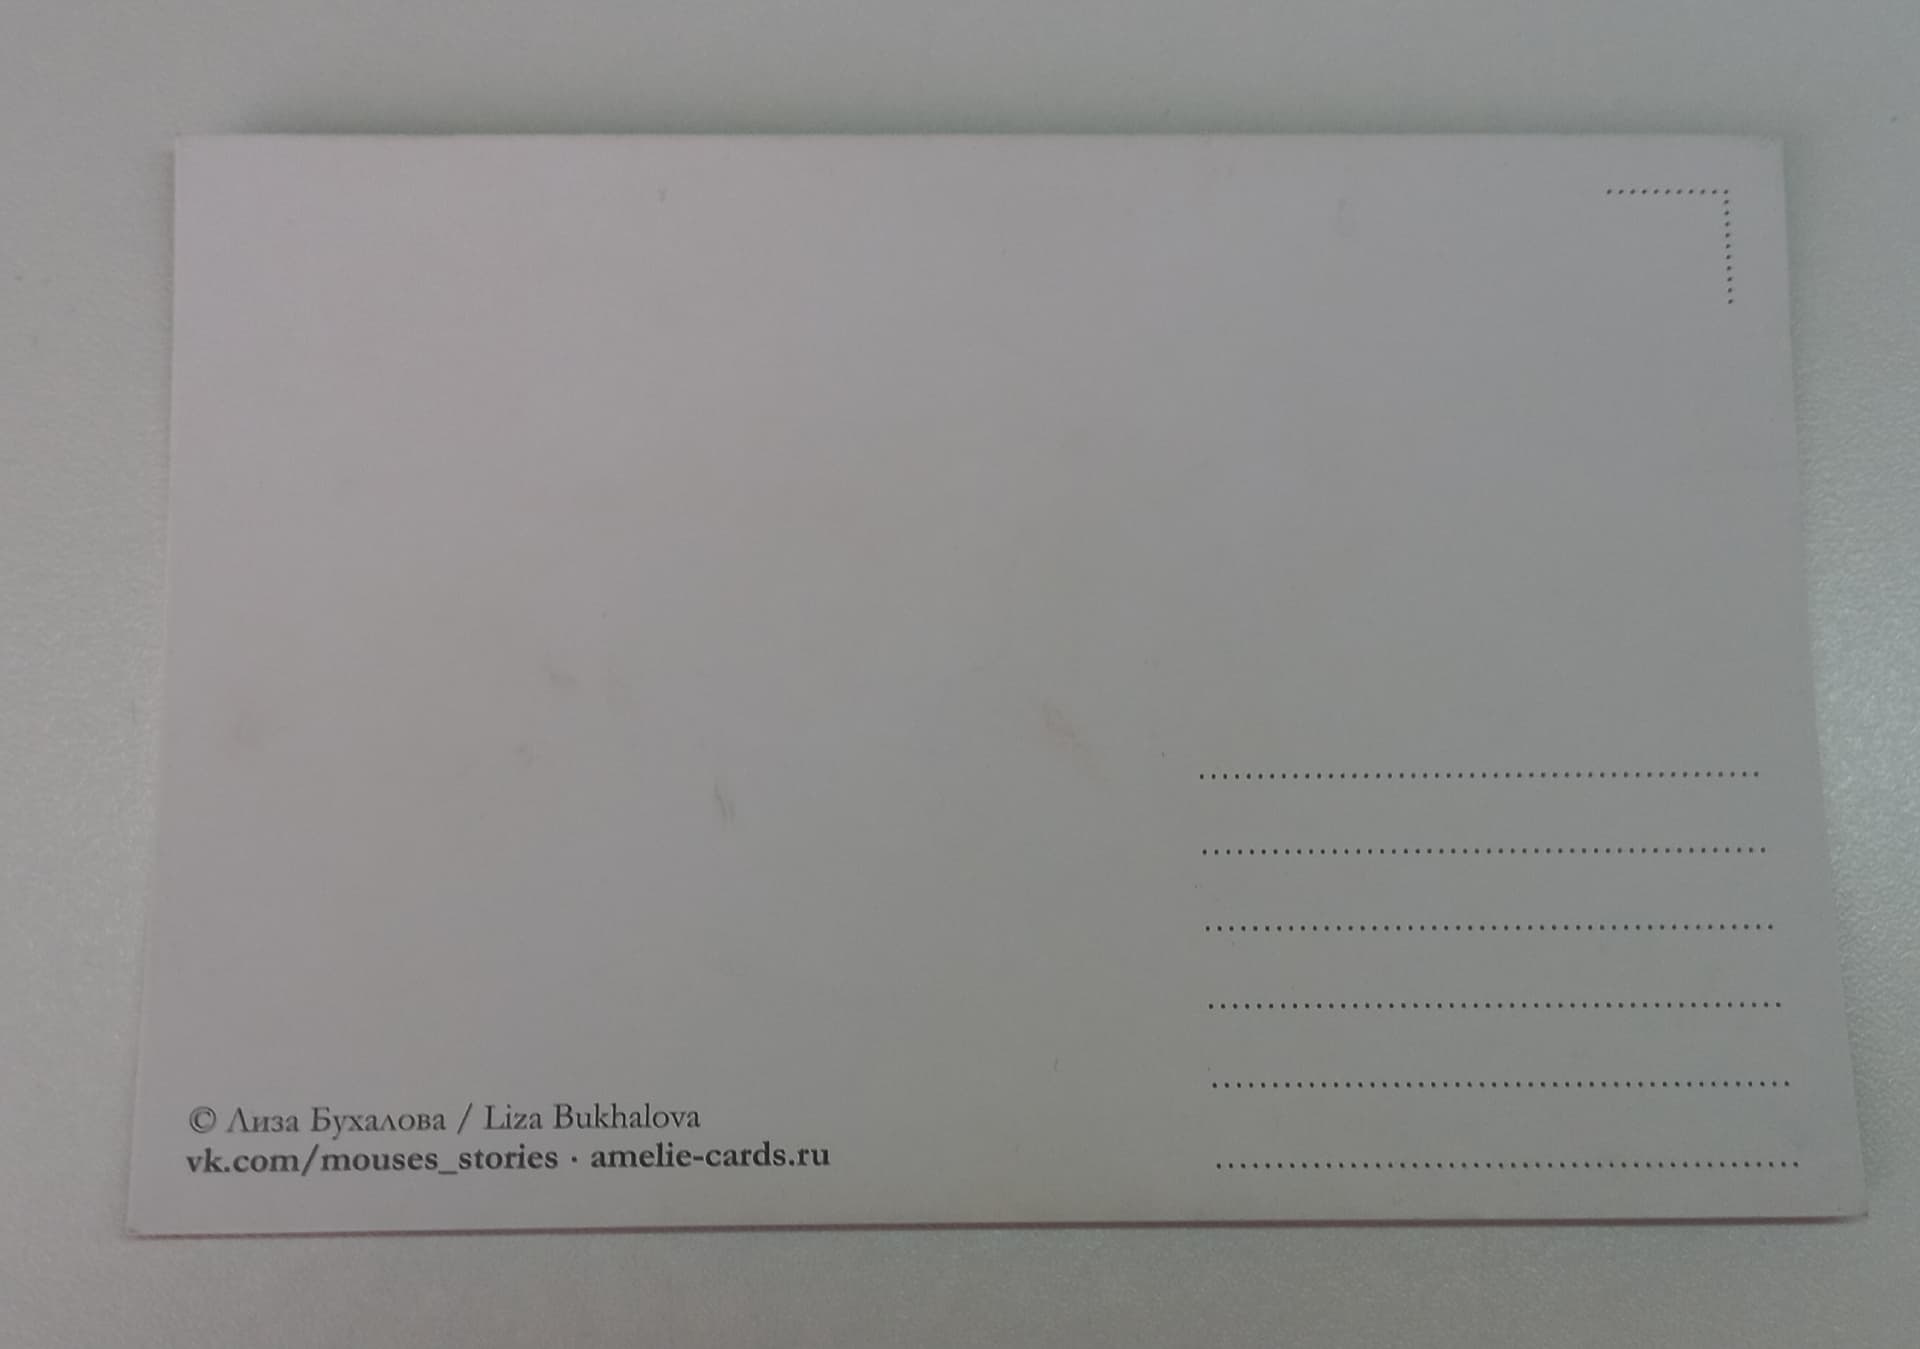 © Лиза Бухалова / Liza Bukhalova
vk.com/mouses_stories · amelie-cards.ru